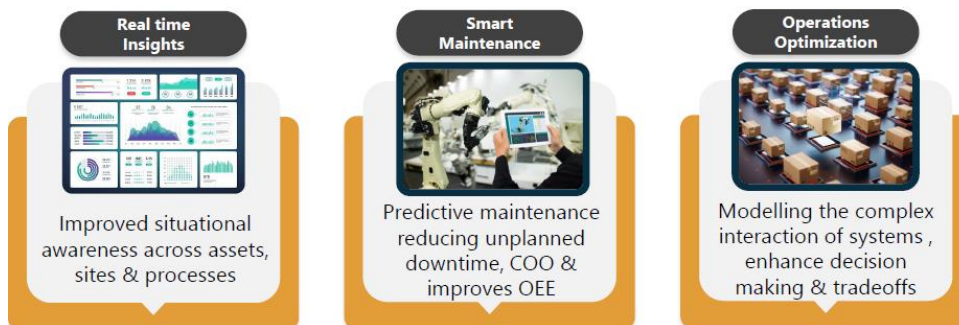 Real time
Insights
Improved situational
awareness across assets,
sites & processes
Smart
Maintenance
Predictive maintenance
reducing unplanned
downtime, COO &
improves OEE
Operations
Optimization
Modelling the complex
interaction of systems ,
enhance decision
making & tradeoffs